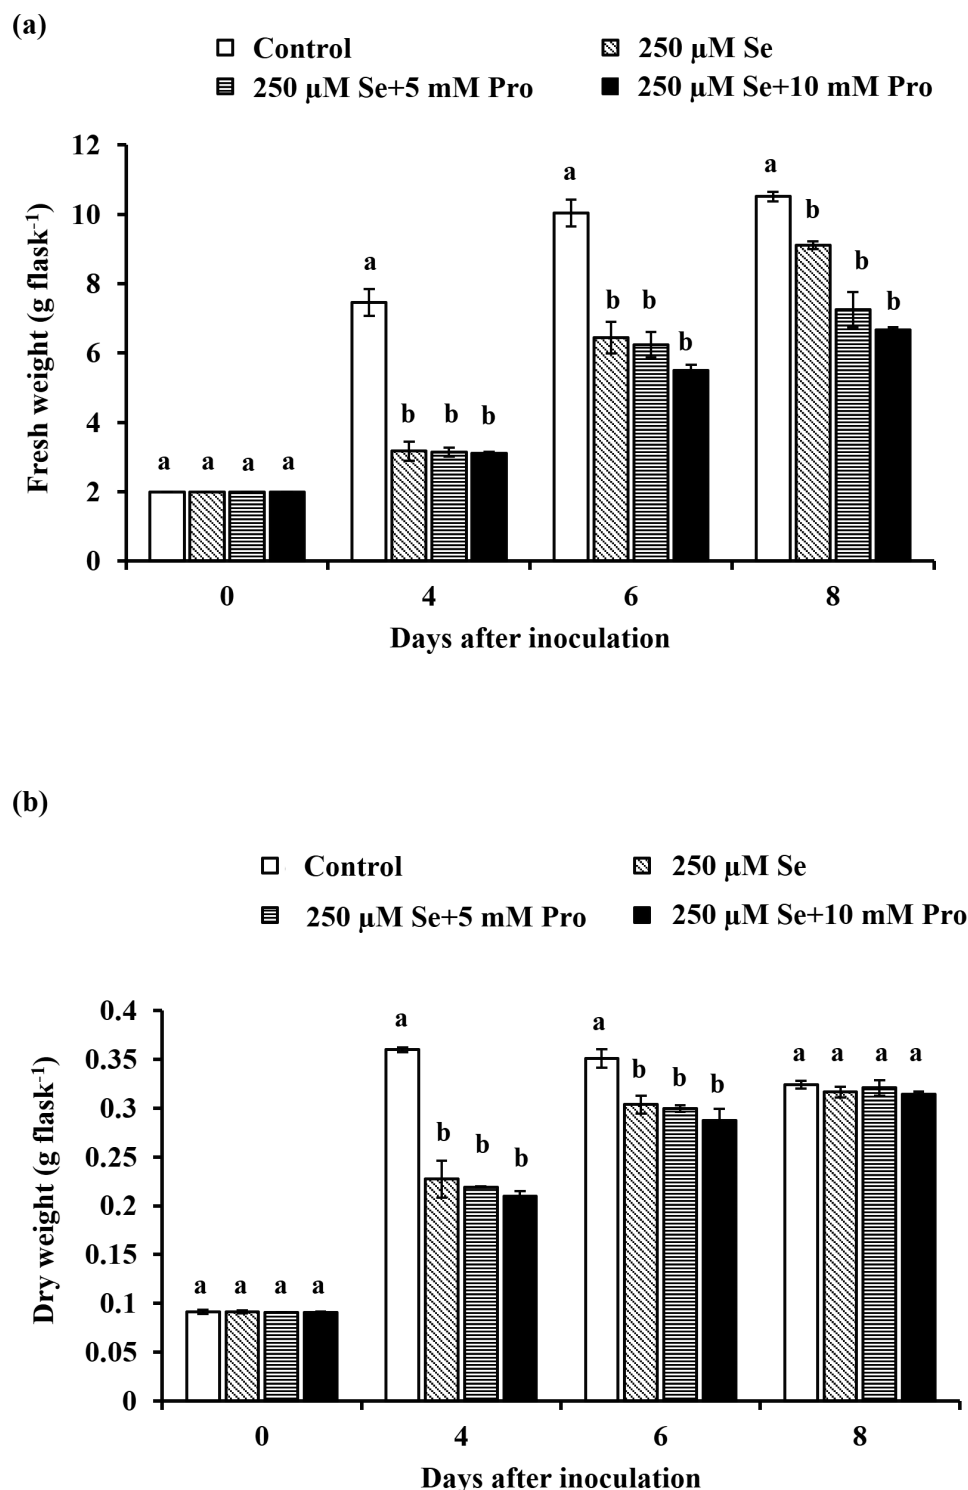 (a)
Control
250 μM Se
250 μM Se+5 mM Pro
250 μM Se+10 mM Pro
12
10
8
6
4
2
0
Fresh weight (g flask⁻¹)
a a a a
a b b b
a b b b
a b b b
0 4 6 8
Days after inoculation
(b)
Control
250 μM Se
250 μM Se+5 mM Pro
250 μM Se+10 mM Pro
0.4
0.35
0.3
0.25
0.2
0.15
0.1
0.05
0
Dry weight (g flask⁻¹)
a a a a
a b b b
a b b b
a a a a
0 4 6 8
Days after inoculation